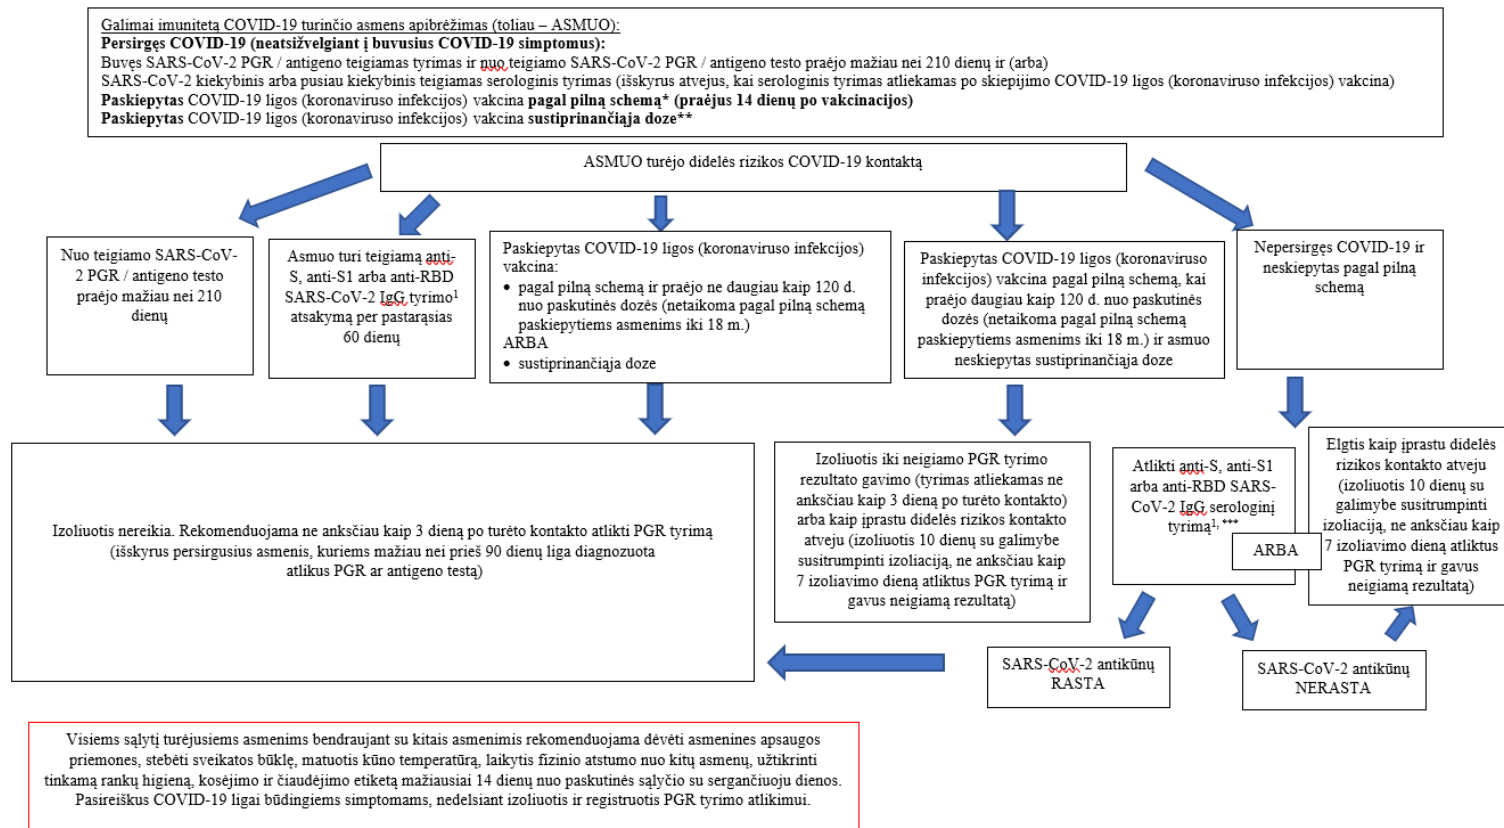 Galimai imunitetą COVID-19 turinčio asmens apibrėžimas (toliau – ASMUO):
Persirgęs COVID-19 (neatsižvelgiant į buvusius COVID-19 simptomus):
Buvęs SARS-CoV-2 PGR / antigeno teigiamas tyrimas ir nuo teigiamo SARS-CoV-2 PGR / antigeno testo praėjo mažiau nei 210 dienų ir (arba)
SARS-CoV-2 kiekybinis arba pusiau kiekybinis teigiamas serologinis tyrimas (išskyrus atvejus, kai serologinis tyrimas atliekamas po skiepijimo COVID-19 ligos (koronaviruso infekcijos) vakcina)
Paskiepytas COVID-19 ligos (koronaviruso infekcijos) vakcina pagal pilną schemą* (praėjus 14 dienų po vakcinacijos)
Paskiepytas COVID-19 ligos (koronaviruso infekcijos) vakcina sustiprinančiąja doze**
ASMUO turėjo didelės rizikos COVID-19 kontaktą
Nuo teigiamo SARS-CoV-
2 PGR / antigeno testo
praėjo mažiau nei 210
dienų
Asmuo turi teigiamą anti-
S, anti-S1 arba anti-RBD
SARS-CoV-2 IgG tyrimo1
atsakymą per pastarąsias
60 dienų
Paskiepytas COVID-19 ligos (koronaviruso infekcijos)
vakcina:
• pagal pilną schemą ir praėjo ne daugiau kaip 120 d.
nuo paskutinės dozės (netaikoma pagal pilną schemą
paskiepytiems asmenims iki 18 m.)
ARBA
• sustiprinančiąja doze
Paskiepytas COVID-19 ligos (koronaviruso
infekcijos) vakcina pagal pilną schemą, kai
praėjo daugiau kaip 120 d. nuo paskutinės
dozės (netaikoma pagal pilną schemą
paskiepytiems asmenims iki 18 m.) ir asmuo
neskiepytas sustiprinančiąja doze
Nepersirgęs COVID-19 ir
neskiepytas pagal pilną
schemą
Izoliuotis nereikia. Rekomenduojama ne anksčiau kaip 3 dieną po turėto kontakto atlikti PGR tyrimą
(išskyrus persirgusius asmenis, kuriems mažiau nei prieš 90 dienų liga diagnozuota
atlikus PGR ar antigeno testą)
Izoliuotis iki neigiamo PGR tyrimo
rezultato gavimo (tyrimas atliekamas ne
anksčiau kaip 3 dieną po turėto kontakto)
arba kaip įprastu didelės rizikos kontakto
atveju (izoliuotis 10 dienų su galimybe
susitrumpinti izoliaciją, ne anksčiau kaip
7 izoliavimo dieną atliktus PGR tyrimą ir
gavus neigiamą rezultatą)
Atlikti anti-S, anti-S1
arba anti-RBD SARS-
CoV-2 IgG serologinį
tyrimą1, ***
ARBA
Elgtis kaip įprastu didelės
rizikos kontakto atveju
(izoliuotis 10 dienų su
galimybe susitrumpinti
izoliaciją, ne anksčiau kaip
7 izoliavimo dieną atliktus
PGR tyrimą ir gavus
neigiamą rezultatą)
SARS-CoV-2 antikūnų
RASTA
SARS-CoV-2 antikūnų
NERASTA
Visiems sąlytį turėjusiems asmenims bendraujant su kitais asmenimis rekomenduojama dėvėti asmenines apsaugos
priemones, stebėti sveikatos būklę, matuotis kūno temperatūrą, laikytis fizinio atstumo nuo kitų asmenų, užtikrinti
tinkamą rankų higieną, kosėjimo ir čiaudėjimo etiketą mažiausiai 14 dienų nuo paskutinės sąlyčio su sergančiuoju dienos.
Pasireiškus COVID-19 ligai būdingiems simptomams, nedelsiant izoliuotis ir registruotis PGR tyrimo atlikimui.